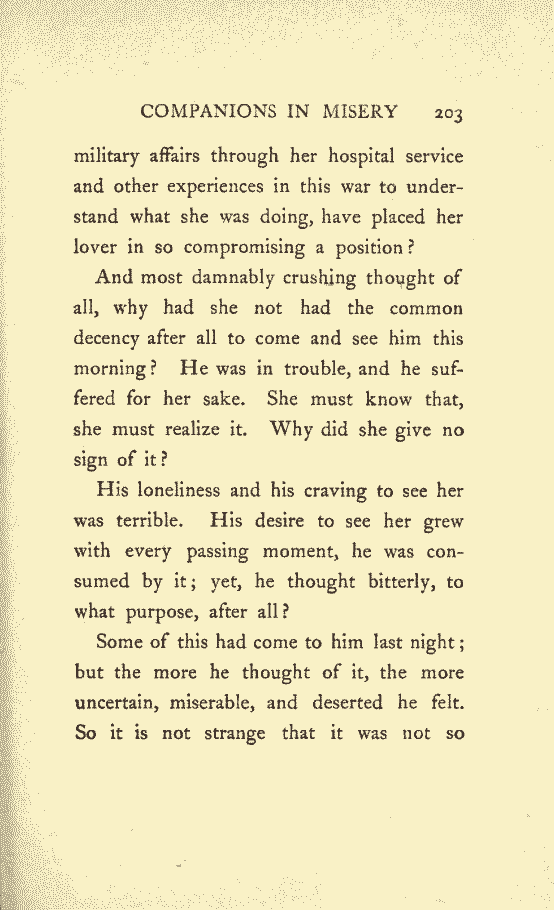 COMPANIONS IN MISERY 203
military affairs through her hospital service
and other experiences in this war to under-
stand what she was doing, have placed her
lover in so compromising a position?
And most damnably crushing thought of
all, why had she not had the common
decency after all to come and see him this
morning? He was in trouble, and he suf-
fered for her sake. She must know that,
she must realize it. Why did she give no
sign of it?
His loneliness and his craving to see her
was terrible. His desire to see her grew
with every passing moment, he was con-
sumed by it; yet, he thought bitterly, to
what purpose, after all?
Some of this had come to him last night;
but the more he thought of it, the more
uncertain, miserable, and deserted he felt.
So it is not strange that it was not so